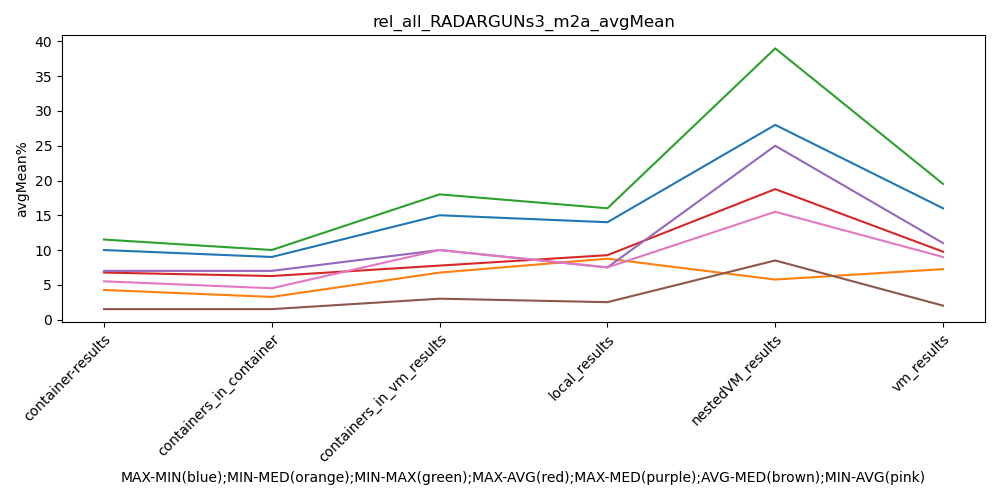 rel_all_RADARGUNs3_m2a_avgMean
avgMean%
40
35
30
25
20
15
10
5
0
container-results
containers_in_container
containers_in_vm_results
local_results
nestedVM_results
vm_results
MAX-MIN(blue);MIN-MED(orange);MIN-MAX(green);MAX-AVG(red);MAX-MED(purple);AVG-MED(brown);MIN-AVG(pink)